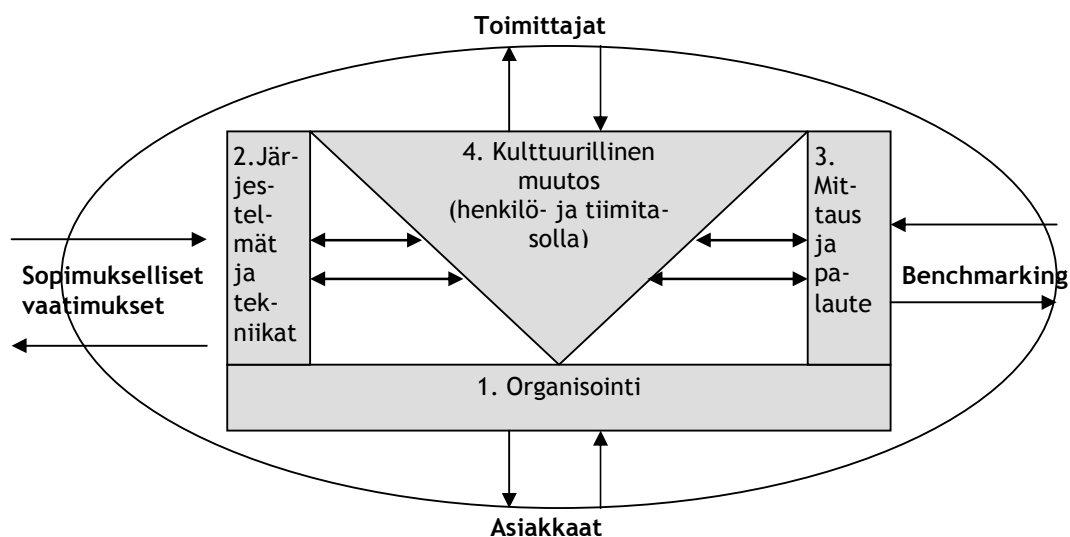 Toimittajat
2.Jär-
jes-
tel-
mät
ja
tek-
niikat
4. Kulttuurillinen
muutos
(henkilö- ja tiimita-
solla)
3.
Mit-
taus
ja
pa-
laute
Sopimukselliset
vaatimukset
Benchmarking
1. Organisointi
Asiakkaat